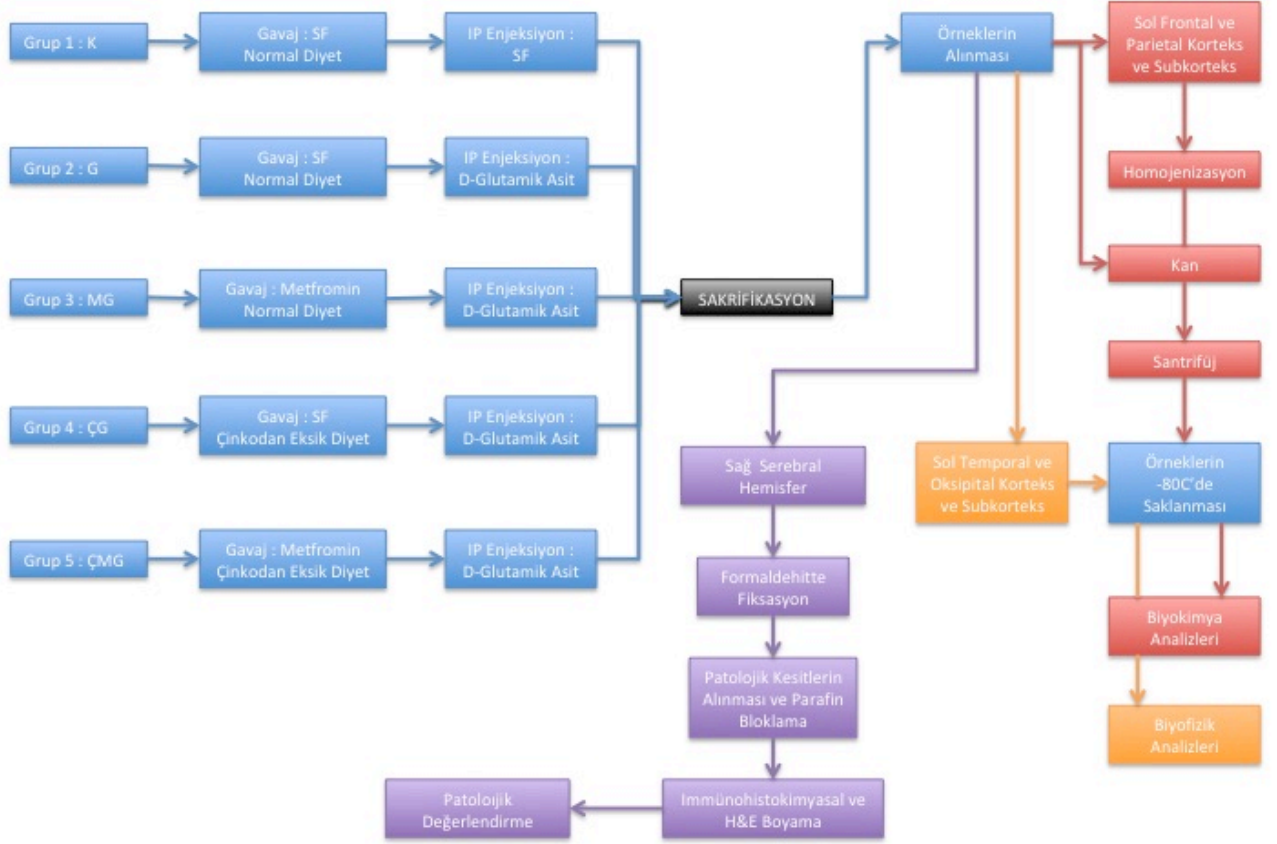 Grup 1 : K
Gavaj : SF
Normal Diyet
IP Enjeksiyon :
SF
Grup 2 : G
Gavaj : SF
Normal Diyet
IP Enjeksiyon :
D-Glutamik Asit
Grup 3 : MG
Gavaj : Metfromin
Normal Diyet
IP Enjeksiyon :
D-Glutamik Asit
Grup 4 : ÇG
Gavaj : SF
Çinkodan Eksik Diyet
IP Enjeksiyon :
D-Glutamik Asit
Grup 5 : ÇMG
Gavaj : Metfromin
Çinkodan Eksik Diyet
IP Enjeksiyon :
D-Glutamik Asit
SAKRİFİKASYON
Örneklerin
Alınması
Sol Frontal ve
Parietal Korteks
ve Subkorteks
Homojenizasyon
Kan
Santrifüj
Örneklerin
-80C'de
Saklanması
Sol Temporal ve
Oksipital Korteks
ve Subkorteks
Biyokimya
Analizleri
Biyofizik
Analizleri
Sağ Serebral
Hemisfer
Formaldehitte
Fiksasyon
Patolojik Kesitlerin
Alınması ve Parafin
Bloklama
Immünohistokimyasal ve
H&E Boyama
Patoloıjik
Değerlendirme